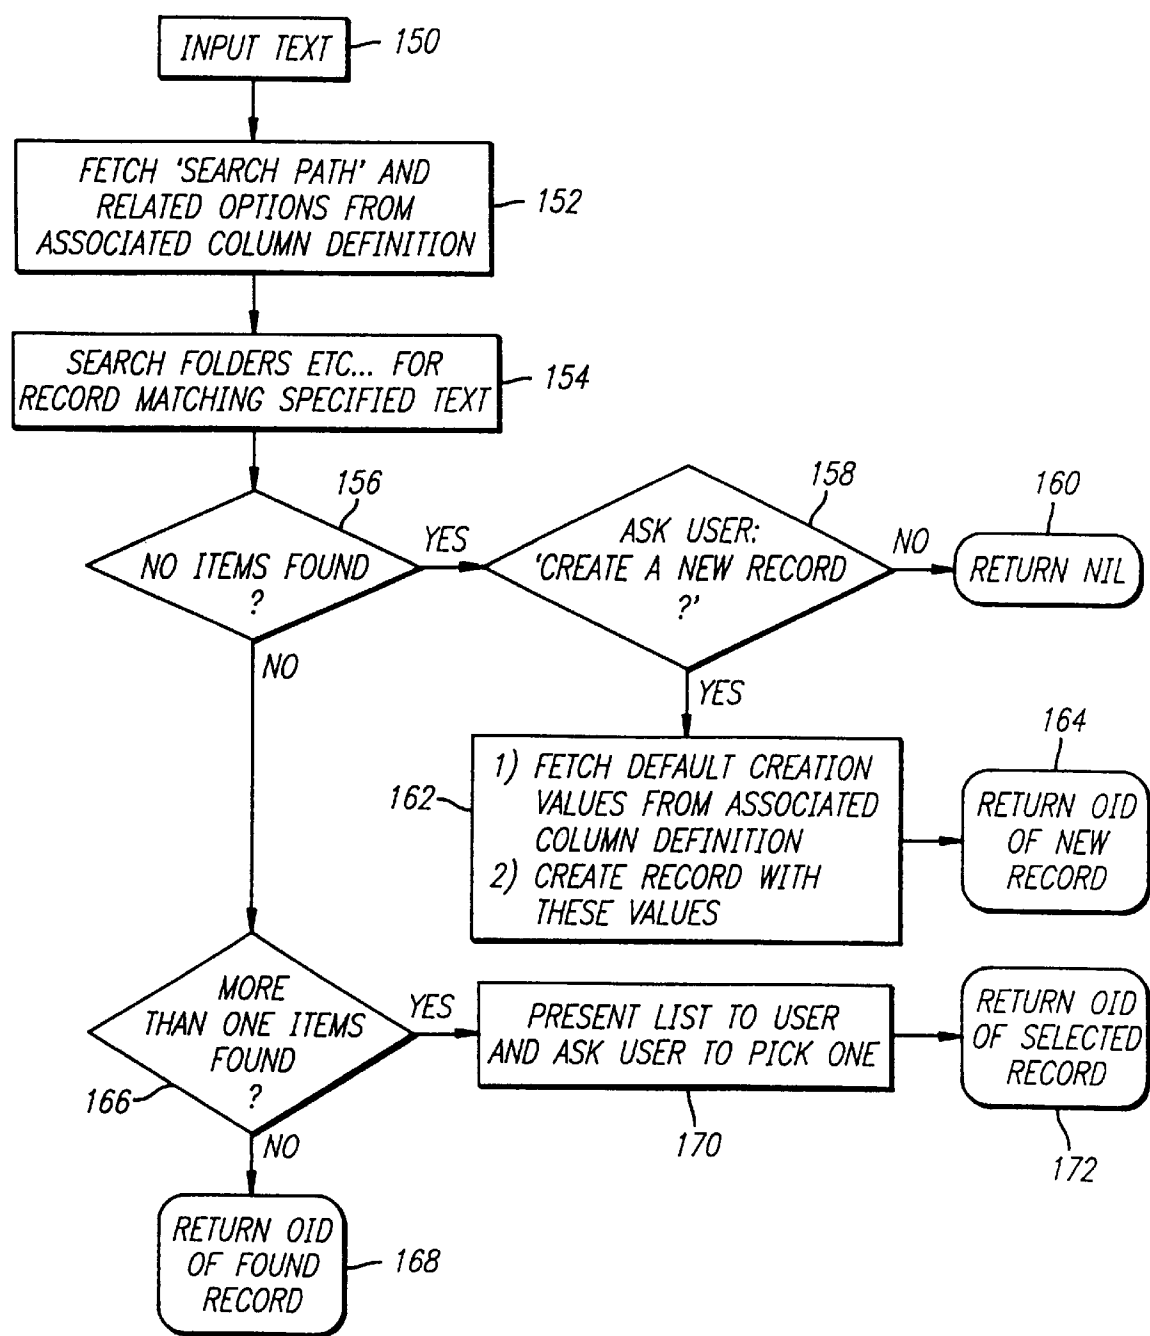 INPUT TEXT
150
FETCH 'SEARCH PATH' AND
RELATED OPTIONS FROM
ASSOCIATED COLUMN DEFINITION
152
SEARCH FOLDERS ETC... FOR
RECORD MATCHING SPECIFIED TEXT
154
156
NO ITEMS FOUND
?
YES
NO
158
ASK USER:
'CREATE A NEW RECORD
?'
NO
YES
160
RETURN NIL
162
1) FETCH DEFAULT CREATION
VALUES FROM ASSOCIATED
COLUMN DEFINITION
2) CREATE RECORD WITH
THESE VALUES
164
RETURN OID
OF NEW
RECORD
MORE
THAN ONE ITEMS
FOUND
?
166
YES
NO
PRESENT LIST TO USER
AND ASK USER TO PICK ONE
170
RETURN OID
OF SELECTED
RECORD
172
RETURN OID
OF FOUND
RECORD
168